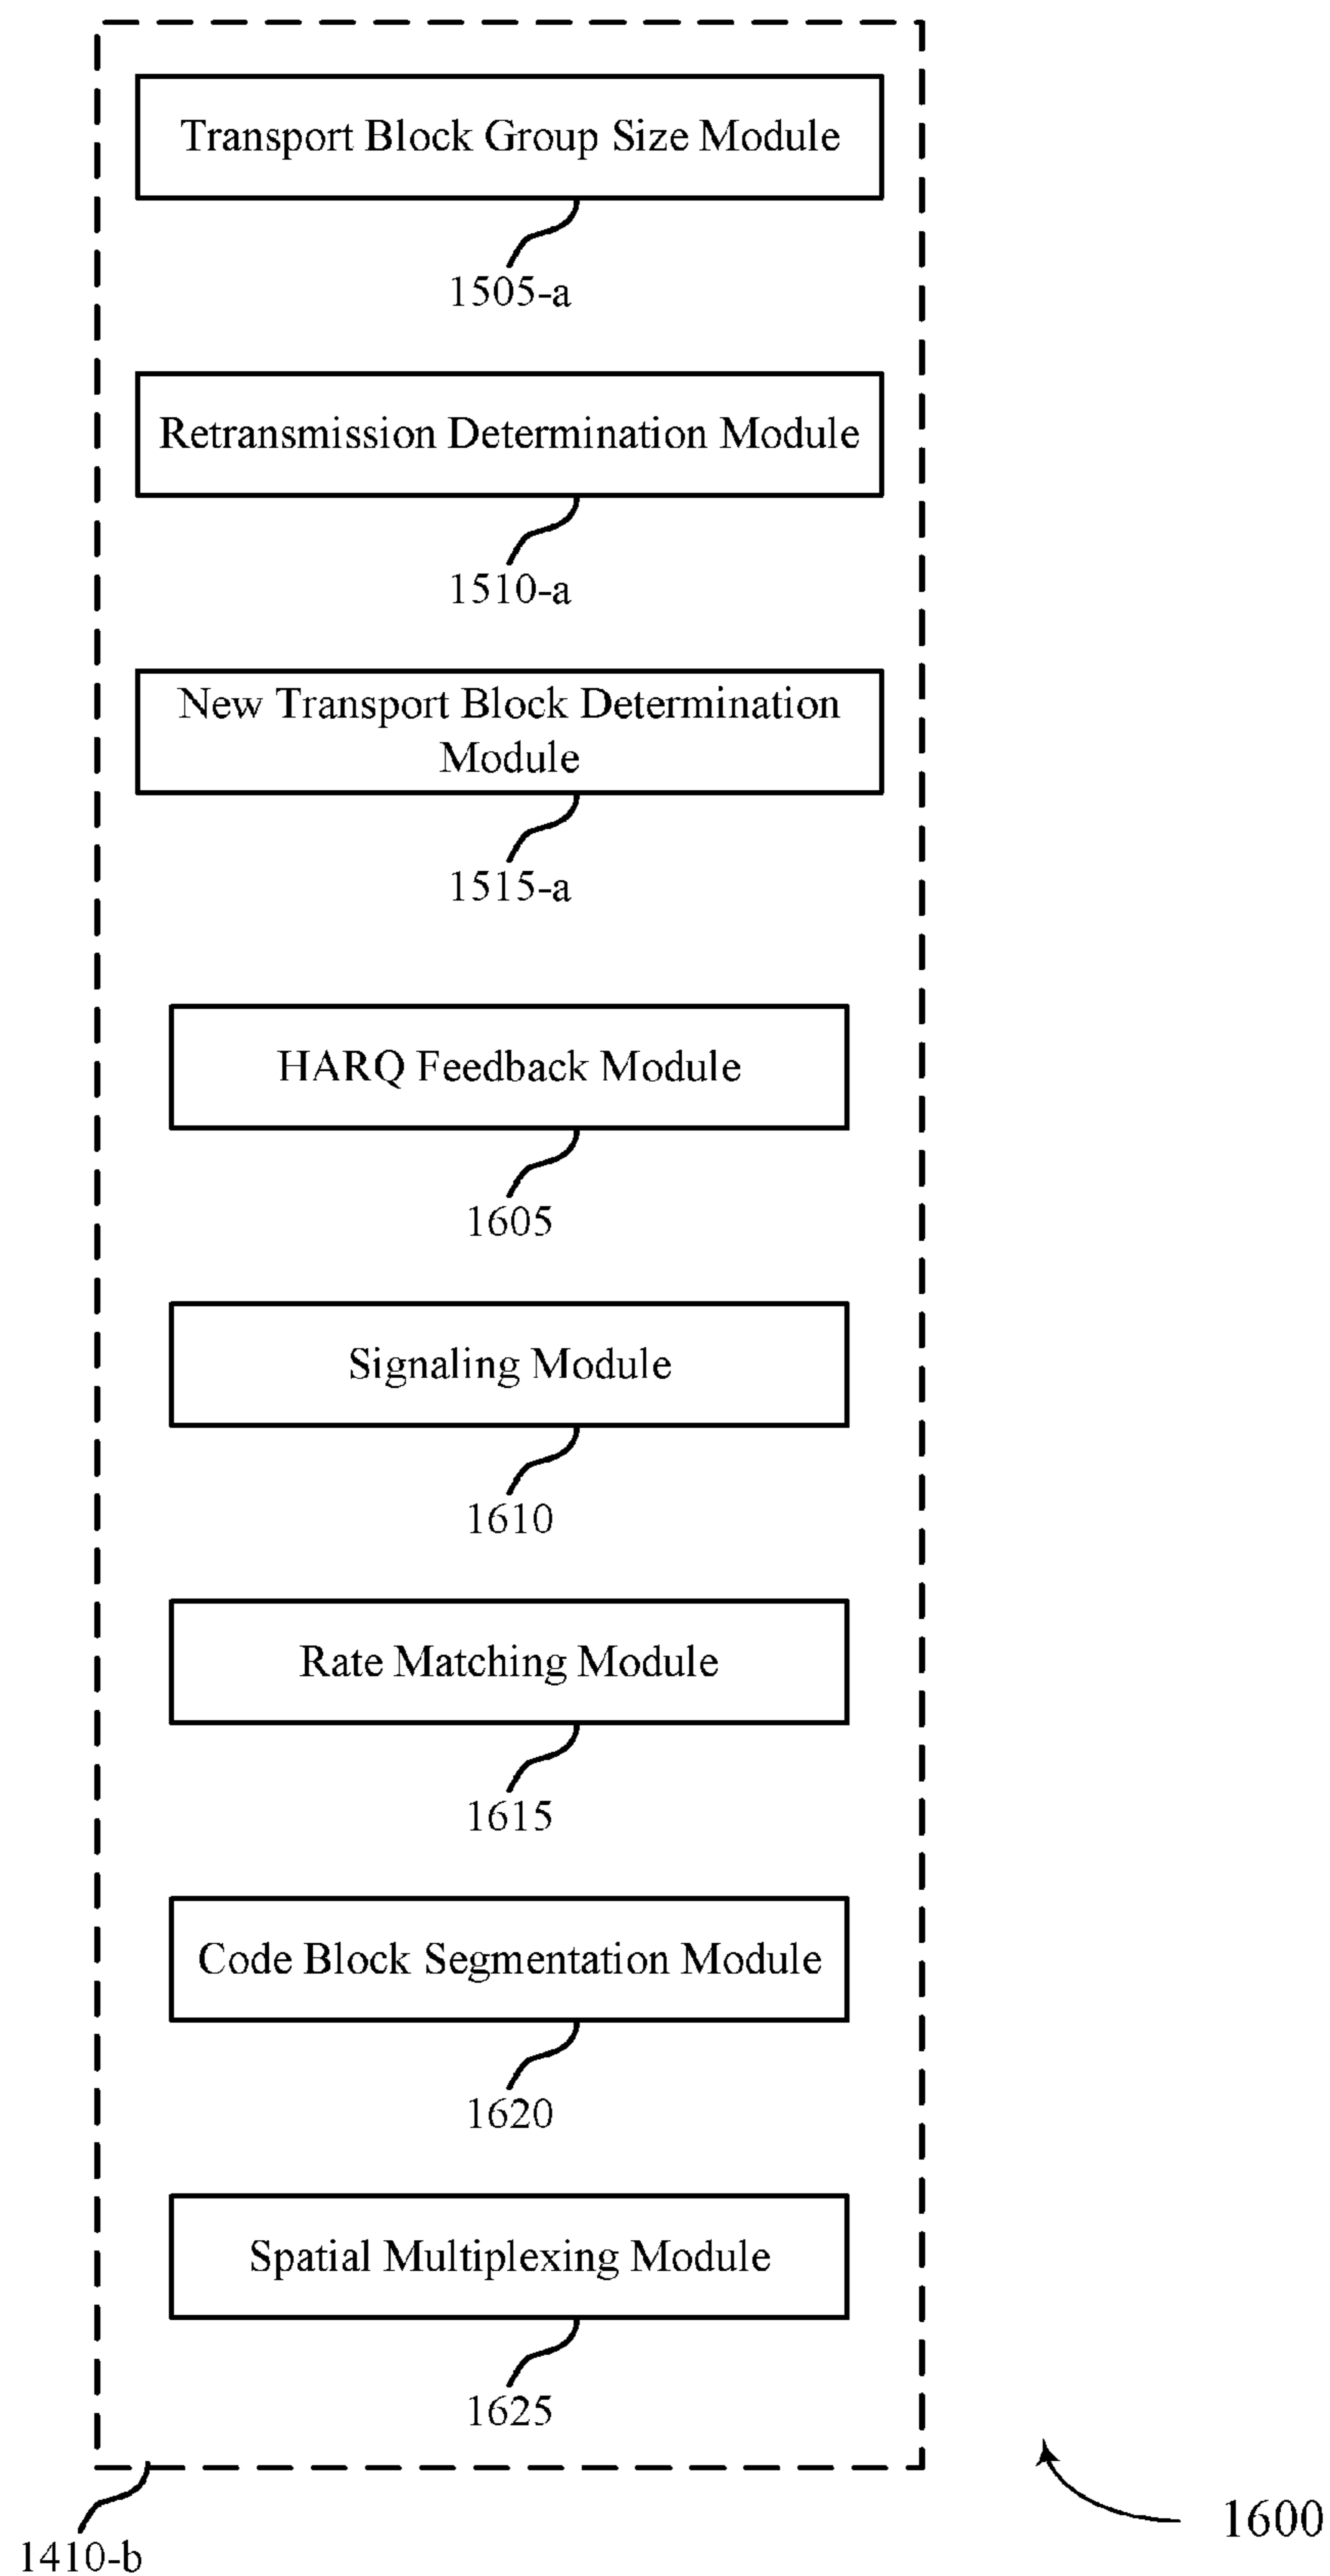 Transport Block Group Size Module
1505-a
Retransmission Determination Module
1510-a
New Transport Block Determination
Module
1515-a
HARQ Feedback Module
1605
Signaling Module
1610
Rate Matching Module
1615
Code Block Segmentation Module
1620
Spatial Multiplexing Module
1625
1410-b
1600